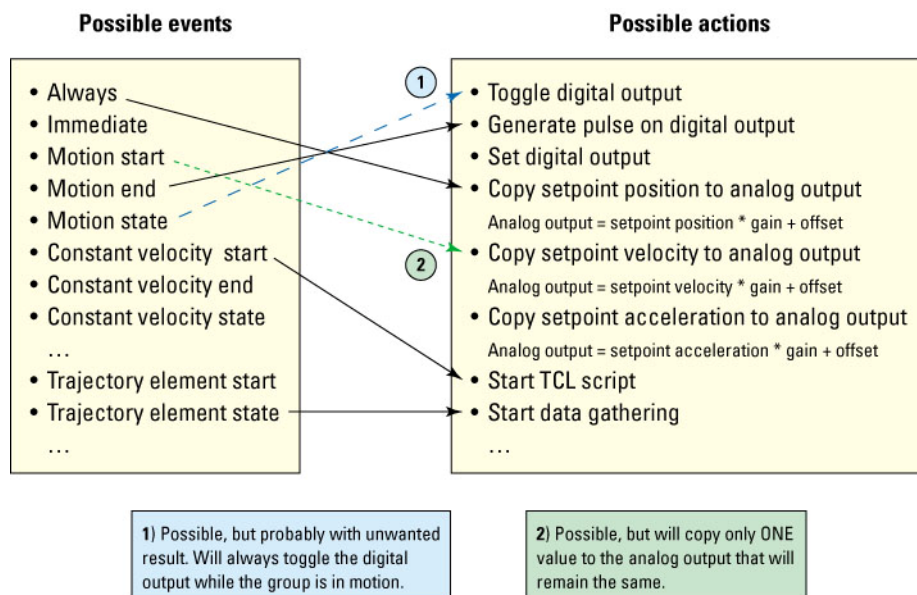 Possible events
• Always
• Immediate
• Motion start
• Motion end
• Motion state
• Constant velocity start
• Constant velocity end
• Constant velocity state
…
• Trajectory element start
• Trajectory element state
…
Possible actions
• Toggle digital output
• Generate pulse on digital output
• Set digital output
• Copy setpoint position to analog output
Analog output = setpoint position * gain + offset
• Copy setpoint velocity to analog output
Analog output = setpoint velocity * gain + offset
• Copy setpoint acceleration to analog output
Analog output = setpoint acceleration * gain + offset
• Start TCL script
• Start data gathering
…
1
2
1) Possible, but probably with unwanted
result. Will always toggle the digital
output while the group is in motion.
2) Possible, but will copy only ONE
value to the analog output that will
remain the same.